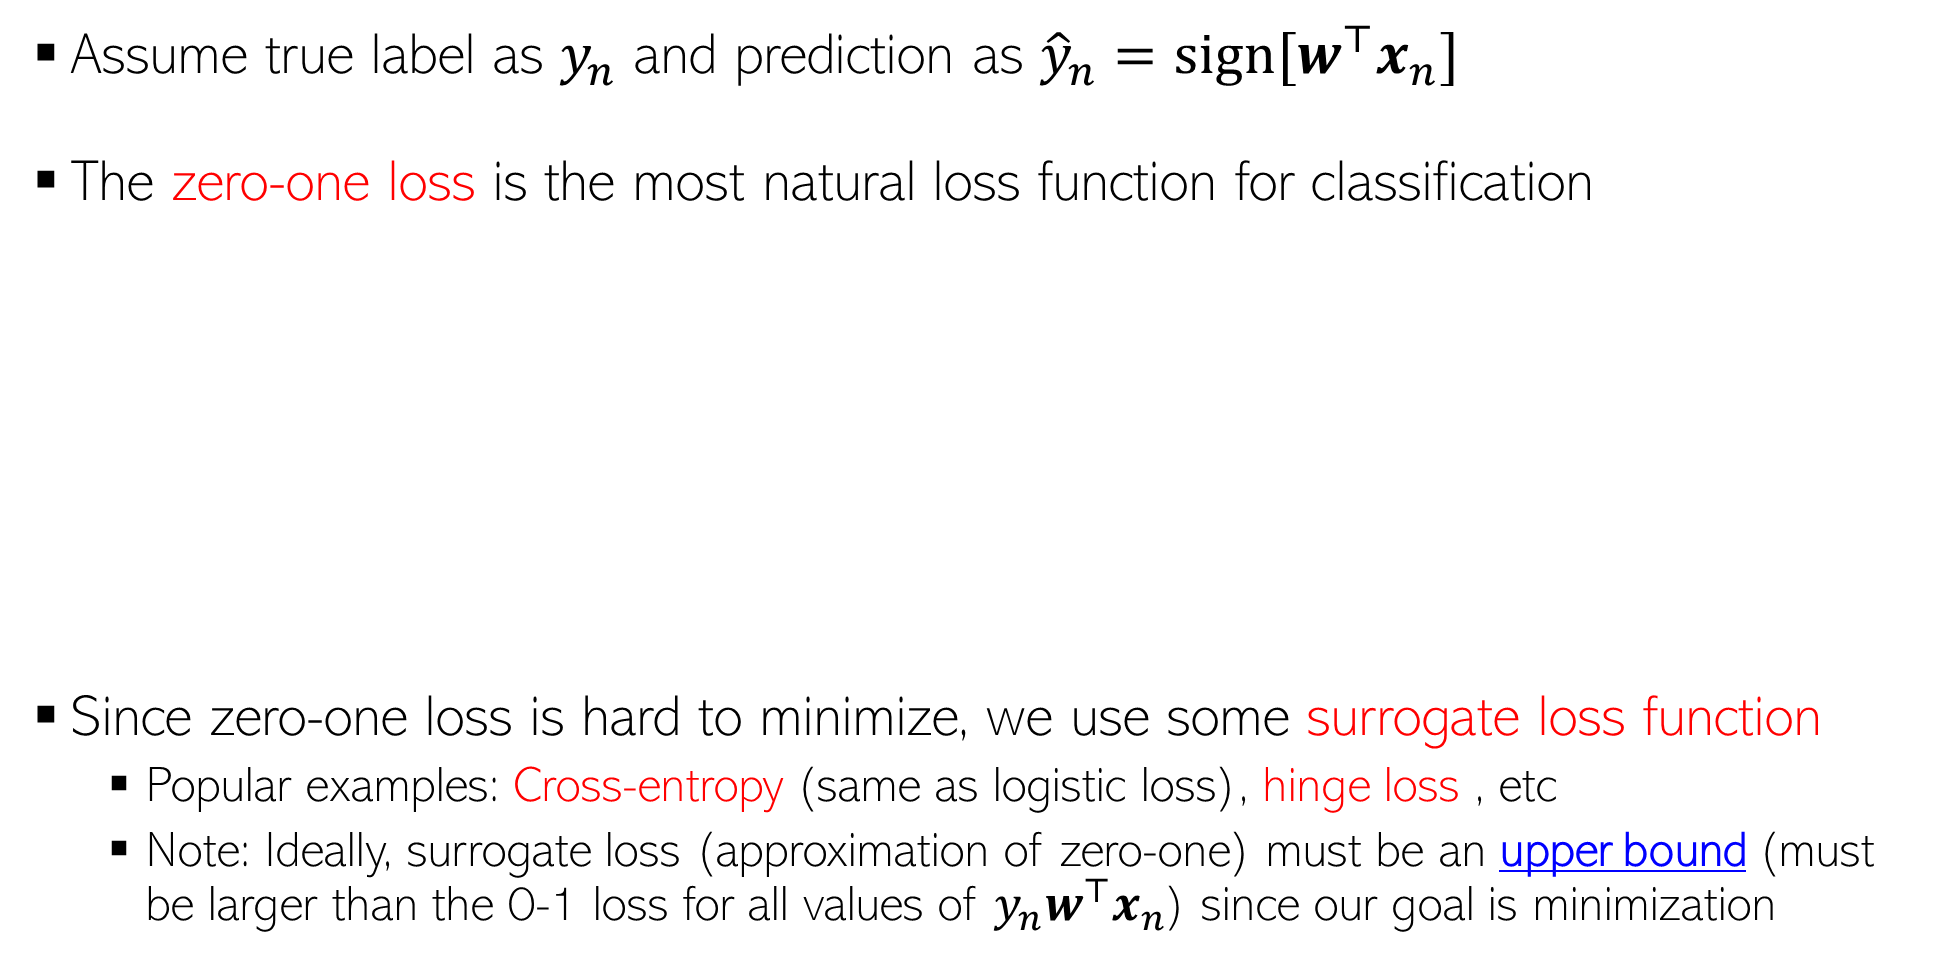 ▪ Assume true label as 𝑦ₙ and prediction as ŷₙ = sign[𝒘⊤𝒙ₙ]
▪ The zero-one loss is the most natural loss function for classification
▪ Since zero-one loss is hard to minimize, we use some surrogate loss function
▪ Popular examples: Cross-entropy (same as logistic loss), hinge loss , etc
▪ Note: Ideally, surrogate loss (approximation of zero-one) must be an upper bound (must
be larger than the 0-1 loss for all values of 𝑦ₙ𝒘⊤𝒙ₙ) since our goal is minimization